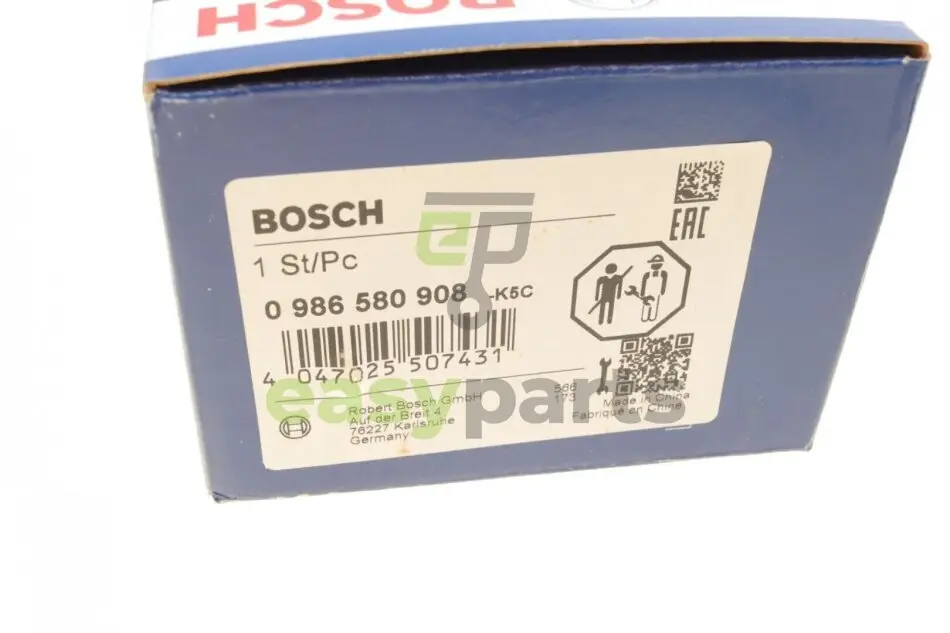 BOSCH
BOSCH
1 St/Pc
0 986 580 908 -K5C
4 047025 507431
EAC
Robert Bosch GmbH
Auf der Breit 4
76227 Karlsruhe
Germany
566
173
Made in China
Fabriqué en Chine
ep
easyparts